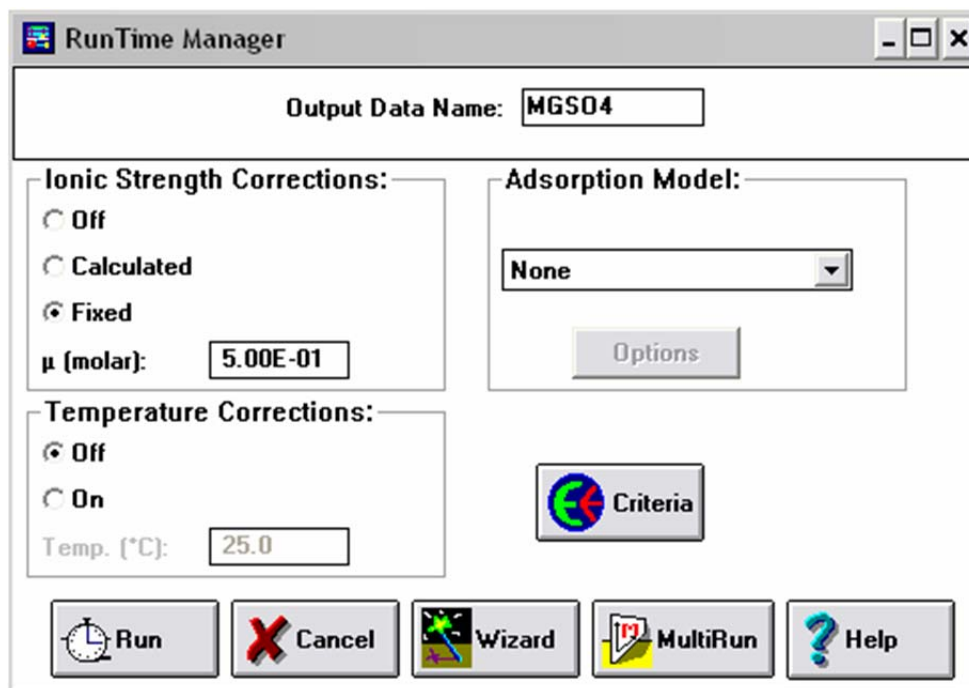 RunTime Manager
Output Data Name: MGSO4
Ionic Strength Corrections:
Off
Calculated
Fixed
µ (molar): 5.00E-01
Adsorption Model:
None
Options
Temperature Corrections:
Off
On
Temp. (°C): 25.0
Criteria
Run
Cancel
Wizard
M
MultiRun
Help